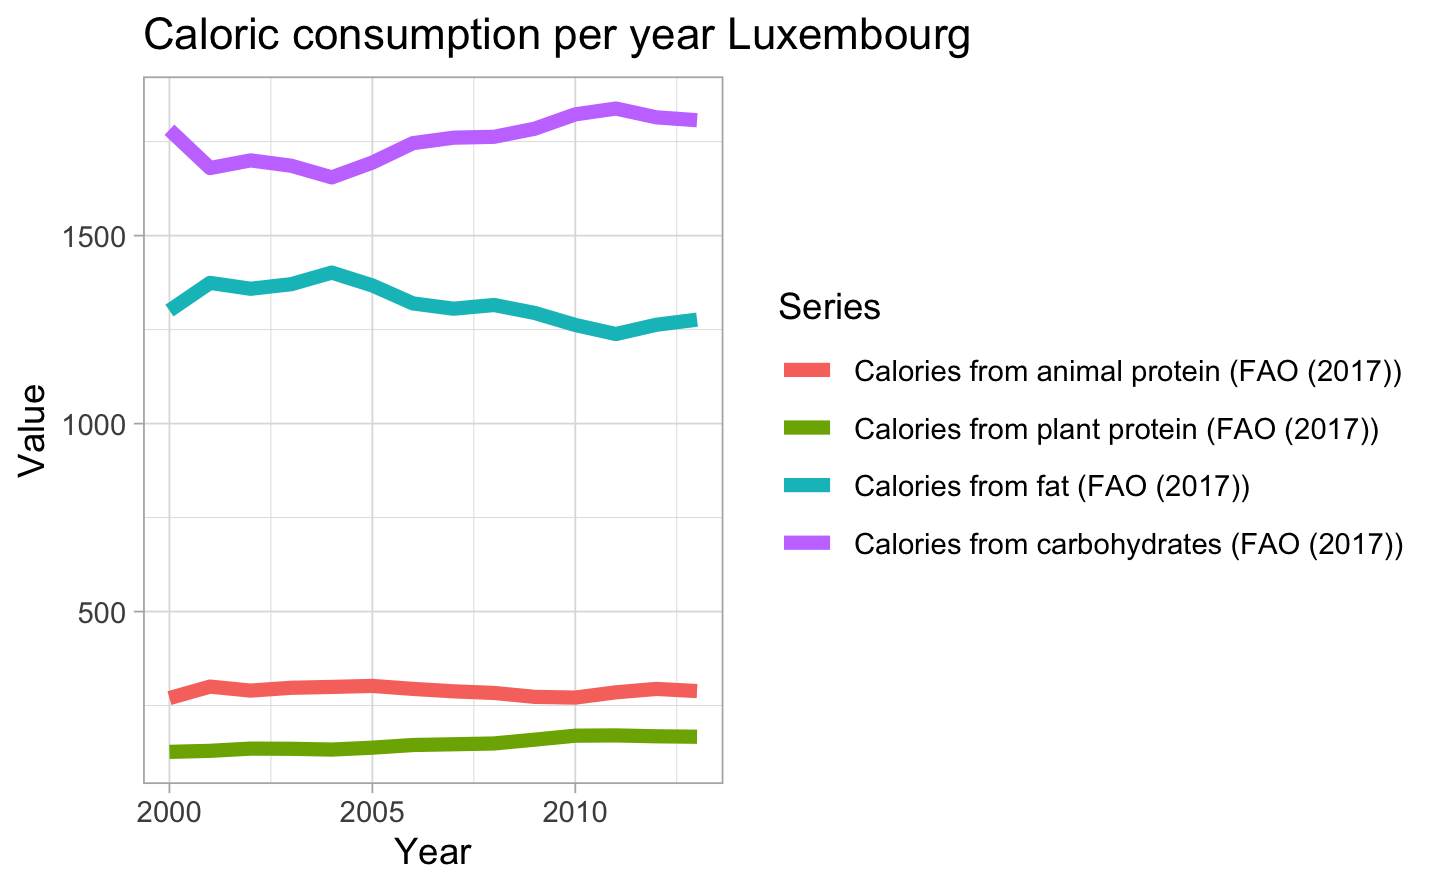 Caloric consumption per year Luxembourg
1500
1000
500
Value
2000 2005 2010
Year
Series
Calories from animal protein (FAO (2017))
Calories from plant protein (FAO (2017))
Calories from fat (FAO (2017))
Calories from carbohydrates (FAO (2017))